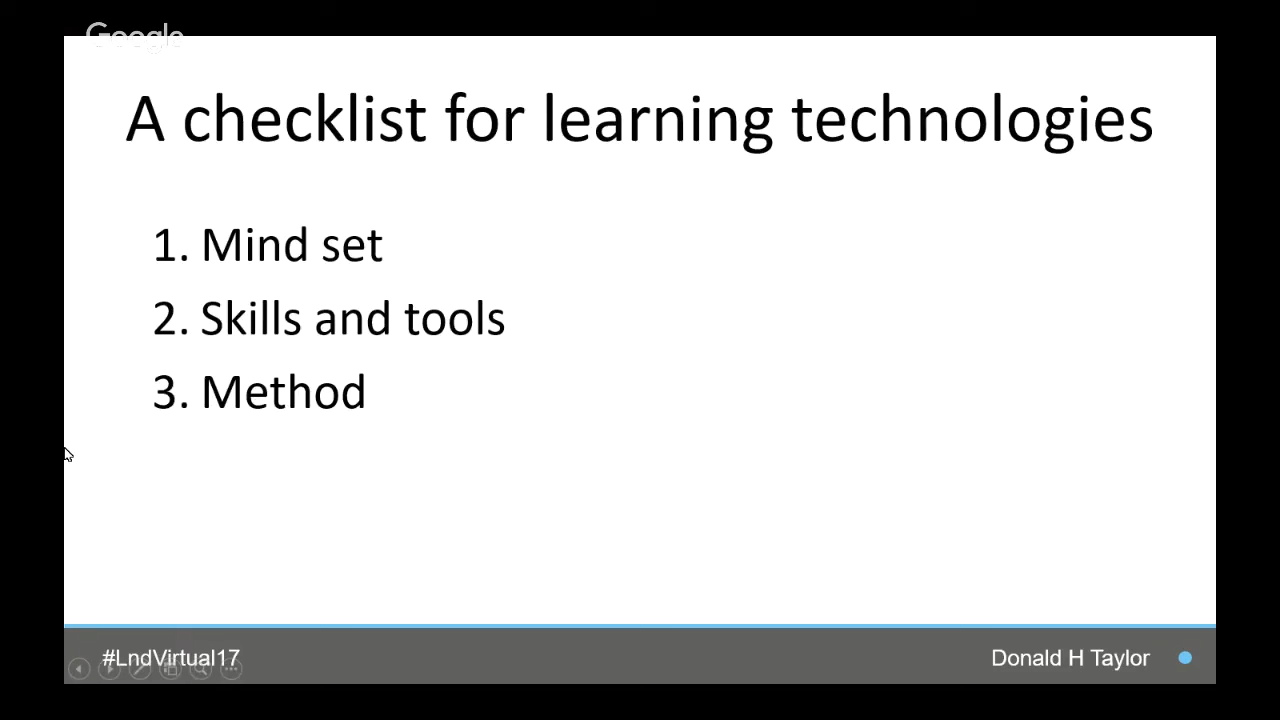 Google
A checklist for learning technologies
1. Mind set
2. Skills and tools
3. Method
#LndVirtual17
Donald H Taylor